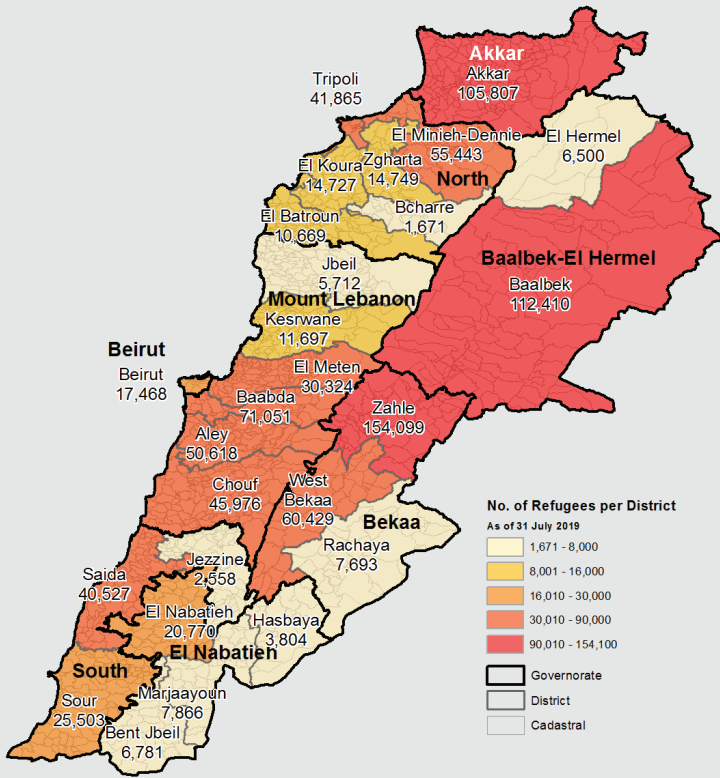 Akkar
Akkar
105,807
Tripoli
41,865
El Minieh-Dennie
55,443
North
El Hermel
6,500
El Koura
14,727
Zgharta
14,749
Bcharre
1,671
El Batroun
10,669
Jbeil
5,712
Mount Lebanon
Kesrwane
11,697
Baalbek-El Hermel
Baalbek
112,410
Beirut
Beirut
17,468
El Meten
30,324
Baabda
71,051
Zahle
154,099
Aley
50,618
Chouf
45,976
West
Bekaa
60,429
Bekaa
Rachaya
7,693
Jezzine
2,558
Saida
40,527
El Nabatieh
20,770
Hasbaya
3,804
El Nabatieh
South
Sour
25,503
Marjaayoun
7,866
Bent Jbeil
6,781
No. of Refugees per District
As of 31 July 2019
1,671 - 8,000
8,001 - 16,000
16,010 - 30,000
30,010 - 90,000
90,010 - 154,100
Governorate
District
Cadastral